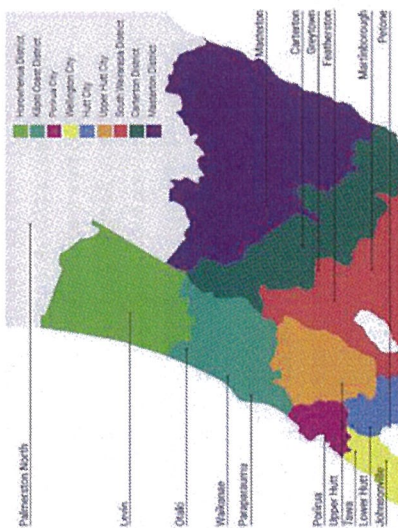 Horowhenua District
Kāpiti Coast District
Porirua City
Wellington City
Hutt City
Upper Hutt City
South Wairarapa District
Carterton District
Masterton District
Palmerston North
Levin
Otaki
Waikanae
Paraparaumu
Porirua
Upper Hutt
Tawa
Lower Hutt
Johnsonville
Masterton
Carterton
Greytown
Featherston
Martinborough
Petone